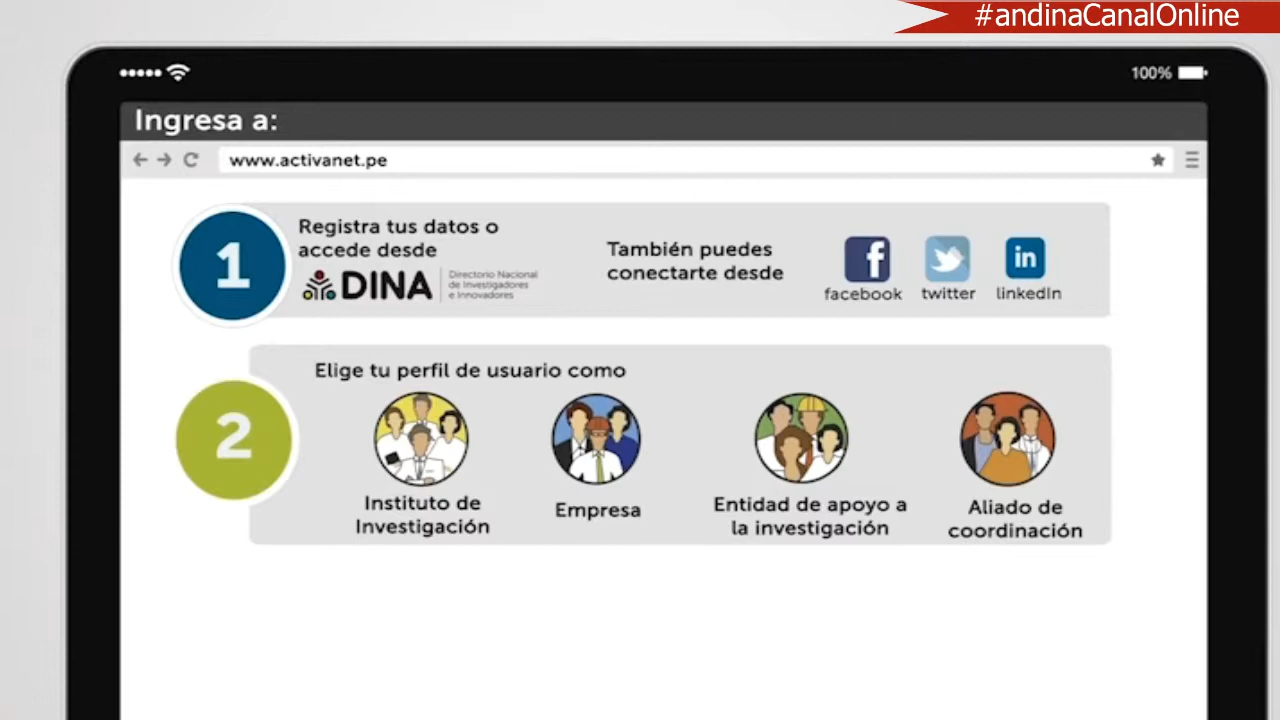 #andinaCanalOnline
100%
Ingresa a:
www.activanet.pe
1
Registra tus datos o
accede desde
DINA
Directorio Nacional
de Investigadores
e Innovadores
También puedes
conectarte desde
f
facebook
twitter
in
linkedIn
2
Elige tu perfil de usuario como
Instituto de
Investigación
Empresa
Entidad de apoyo a
la investigación
Aliado de
coordinación